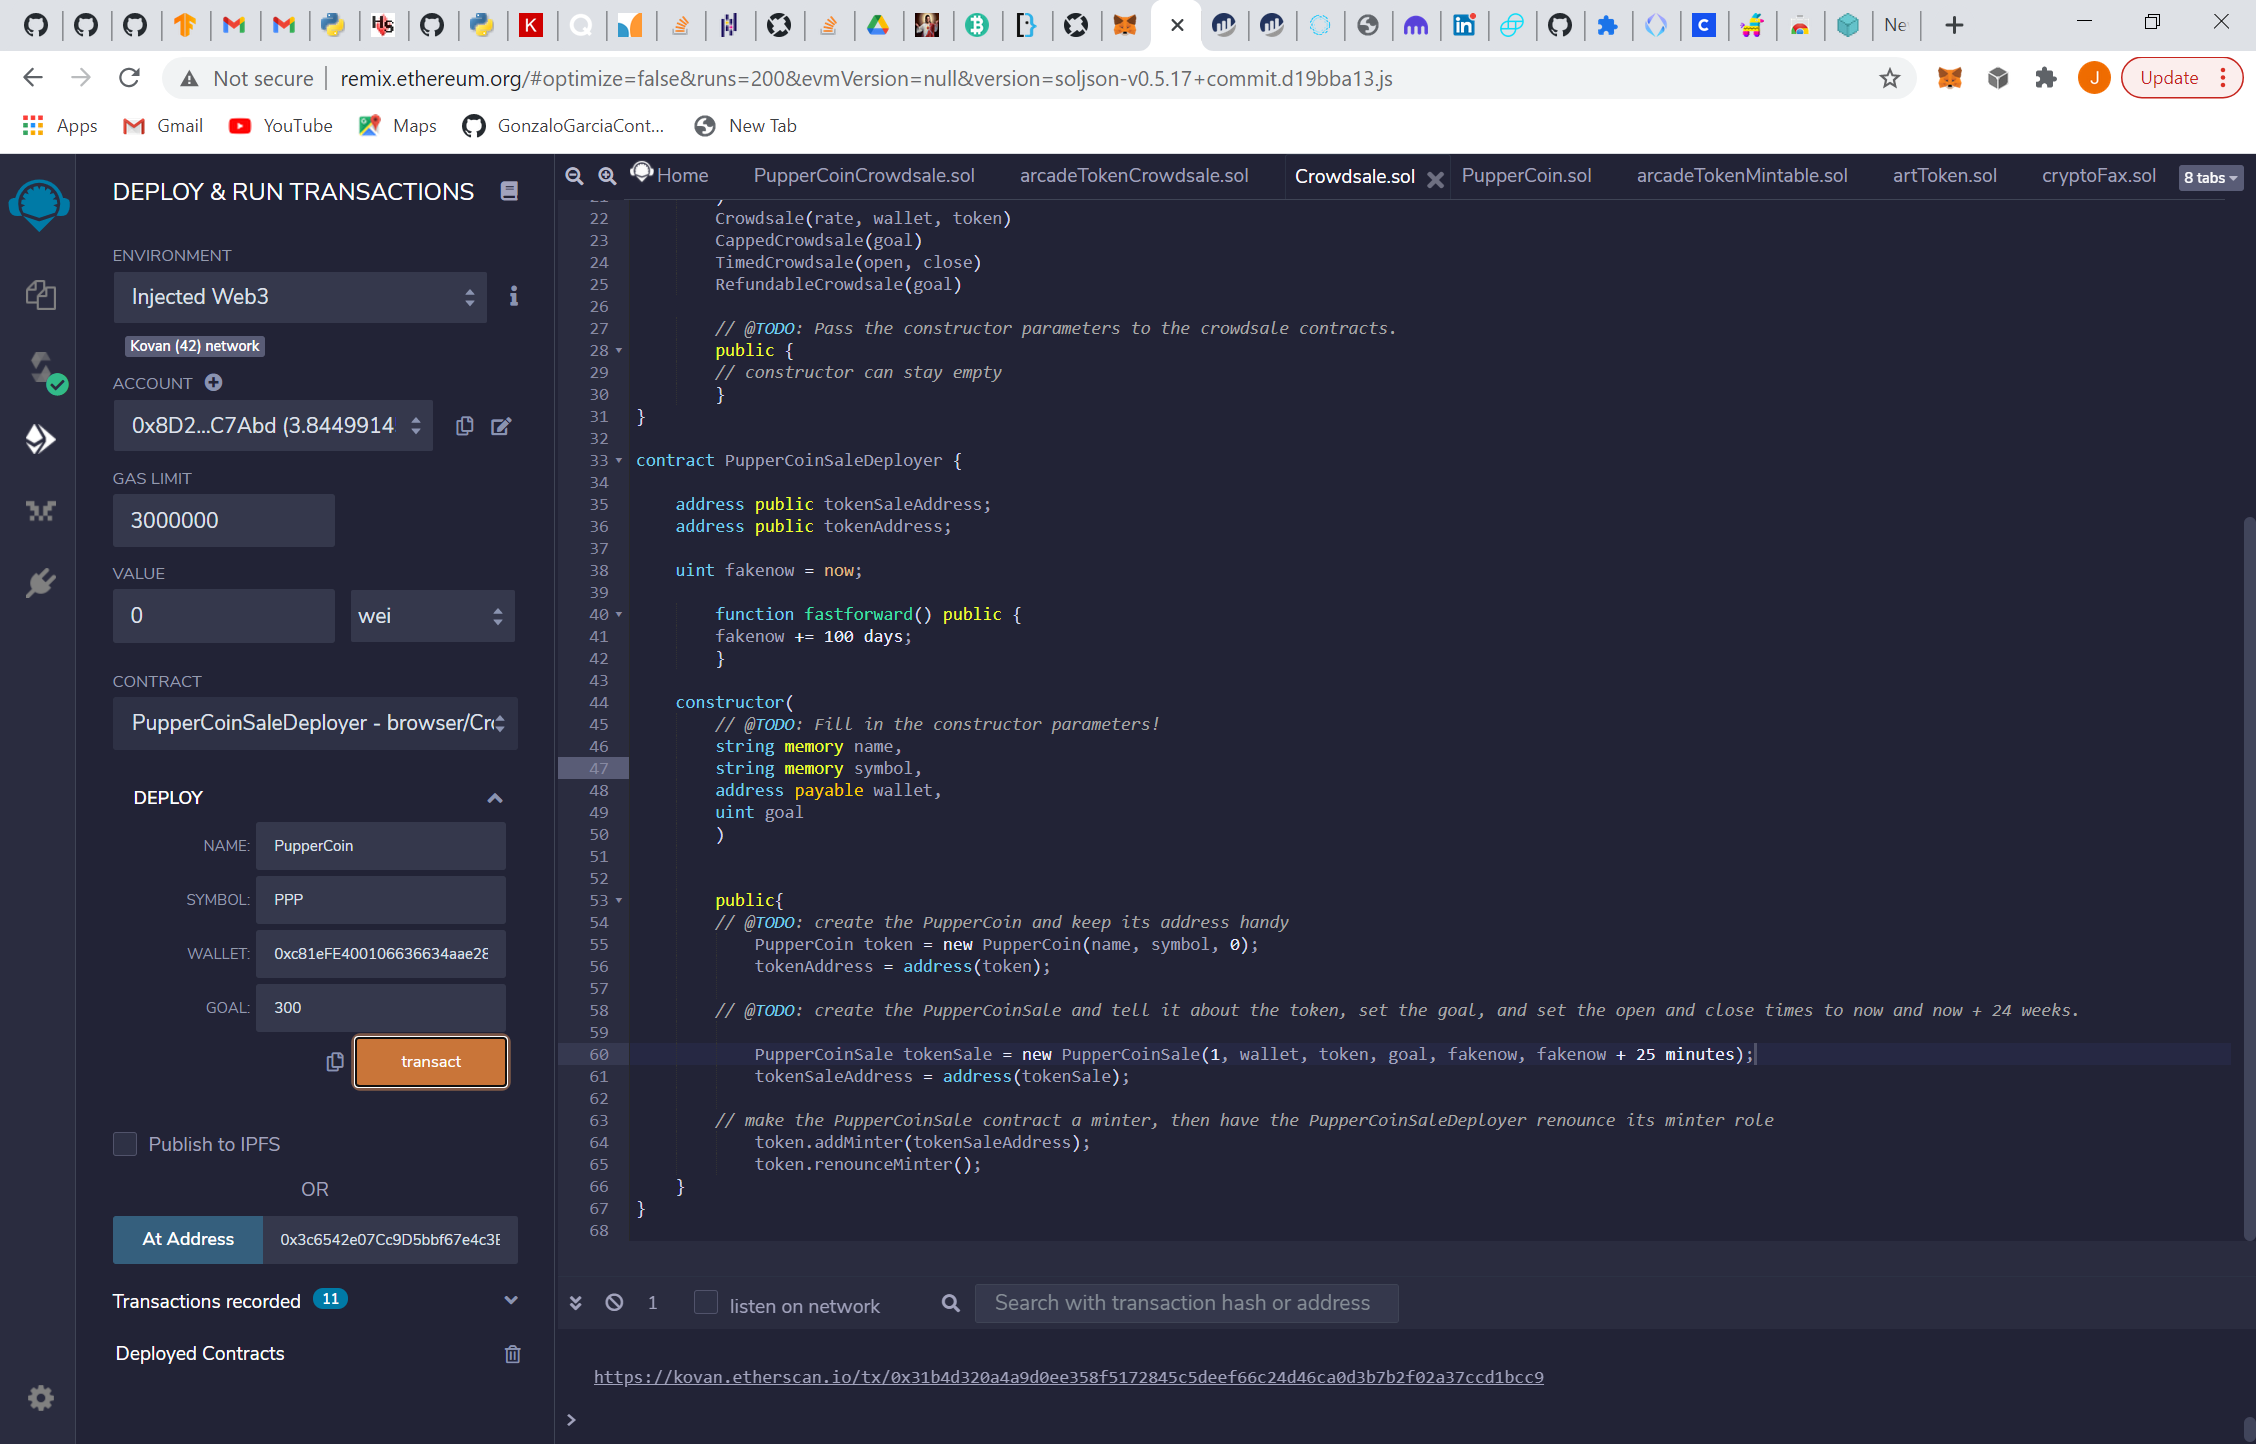 Ne
Not secure
remix.ethereum.org/#optimize=false&runs=200&evmVersion=null&version=soljson-v0.5.17+commit.d19bba13.js
J
Update
Apps
Gmail
YouTube
Maps
GonzaloGarciaCont...
New Tab
DEPLOY & RUN TRANSACTIONS
ENVIRONMENT
Injected Web3
Kovan (42) network
ACCOUNT
0x8D2...C7Abd (3.8449914
GAS LIMIT
3000000
VALUE
0
wei
CONTRACT
PupperCoinSaleDeployer - browser/Cr
DEPLOY
NAME: PupperCoin
SYMBOL: PPP
WALLET: 0xc81eFE400106636634aae28
GOAL: 300
transact
Publish to IPFS
OR
At Address
0x3c6542e07Cc9D5bbf67e4c3E
Transactions recorded 11
Deployed Contracts
Home
PupperCoinCrowdsale.sol
arcadeTokenCrowdsale.sol
Crowdsale.sol
PupperCoin.sol
arcadeTokenMintable.sol
artToken.sol
cryptoFax.sol
8 tabs
22 Crowdsale(rate, wallet, token)
23 CappedCrowdsale(goal)
24 TimedCrowdsale(open, close)
25 RefundableCrowdsale(goal)
26
27 // @TODO: Pass the constructor parameters to the crowdsale contracts.
28 public {
29 // constructor can stay empty
30 }
31 }
32
33 contract PupperCoinSaleDeployer {
34
35 address public tokenSaleAddress;
36 address public tokenAddress;
37
38 uint fakenow = now;
39
40 function fastforward() public {
41 fakenow += 100 days;
42 }
43
44 constructor(
45 // @TODO: Fill in the constructor parameters!
46 string memory name,
47 string memory symbol,
48 address payable wallet,
49 uint goal
50 )
51
52
53 public{
54 // @TODO: create the PupperCoin and keep its address handy
55 PupperCoin token = new PupperCoin(name, symbol, 0);
56 tokenAddress = address(token);
57
58 // @TODO: create the PupperCoinSale and tell it about the token, set the goal, and set the open and close times to now and now + 24 weeks.
59
60 PupperCoinSale tokenSale = new PupperCoinSale(1, wallet, token, goal, fakenow, fakenow + 25 minutes);
61 tokenSaleAddress = address(tokenSale);
62
63 // make the PupperCoinSale contract a minter, then have the PupperCoinSaleDeployer renounce its minter role
64 token.addMinter(tokenSaleAddress);
65 token.renounceMinter();
66 }
67 }
68
1
listen on network
Search with transaction hash or address
https://kovan.etherscan.io/tx/0x31b4d320a4a9d0ee358f5172845c5deef66c24d46ca0d3b7b2f02a37ccd1bcc9
>